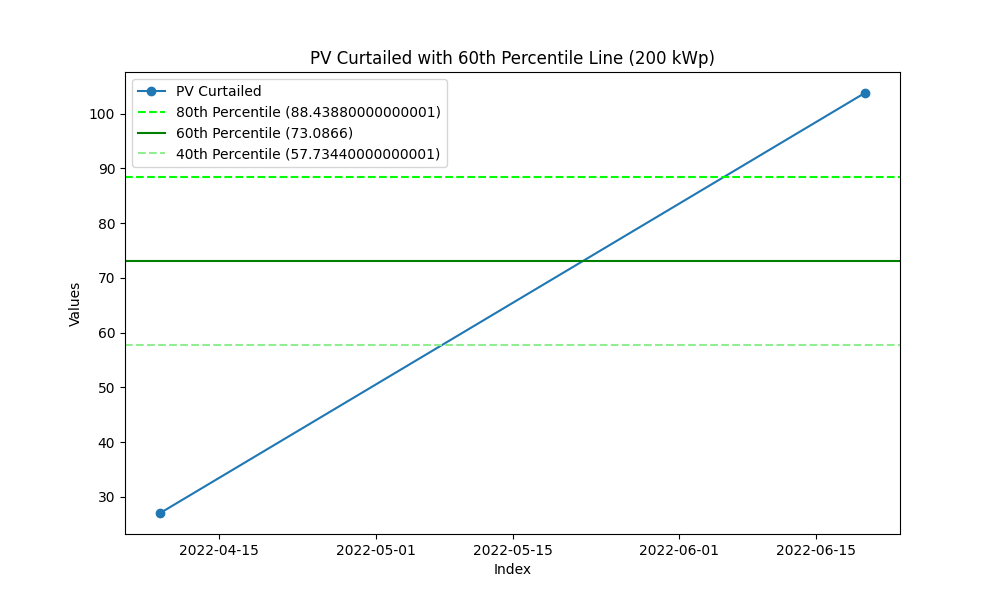 PV Curtailed with 60th Percentile Line (200 kWp)
PV Curtailed
80th Percentile (88.43880000000001)
60th Percentile (73.0866)
40th Percentile (57.73440000000001)
100
90
80
70
60
50
40
30
Values
2022-04-15
2022-05-01
2022-05-15
2022-06-01
2022-06-15
Index